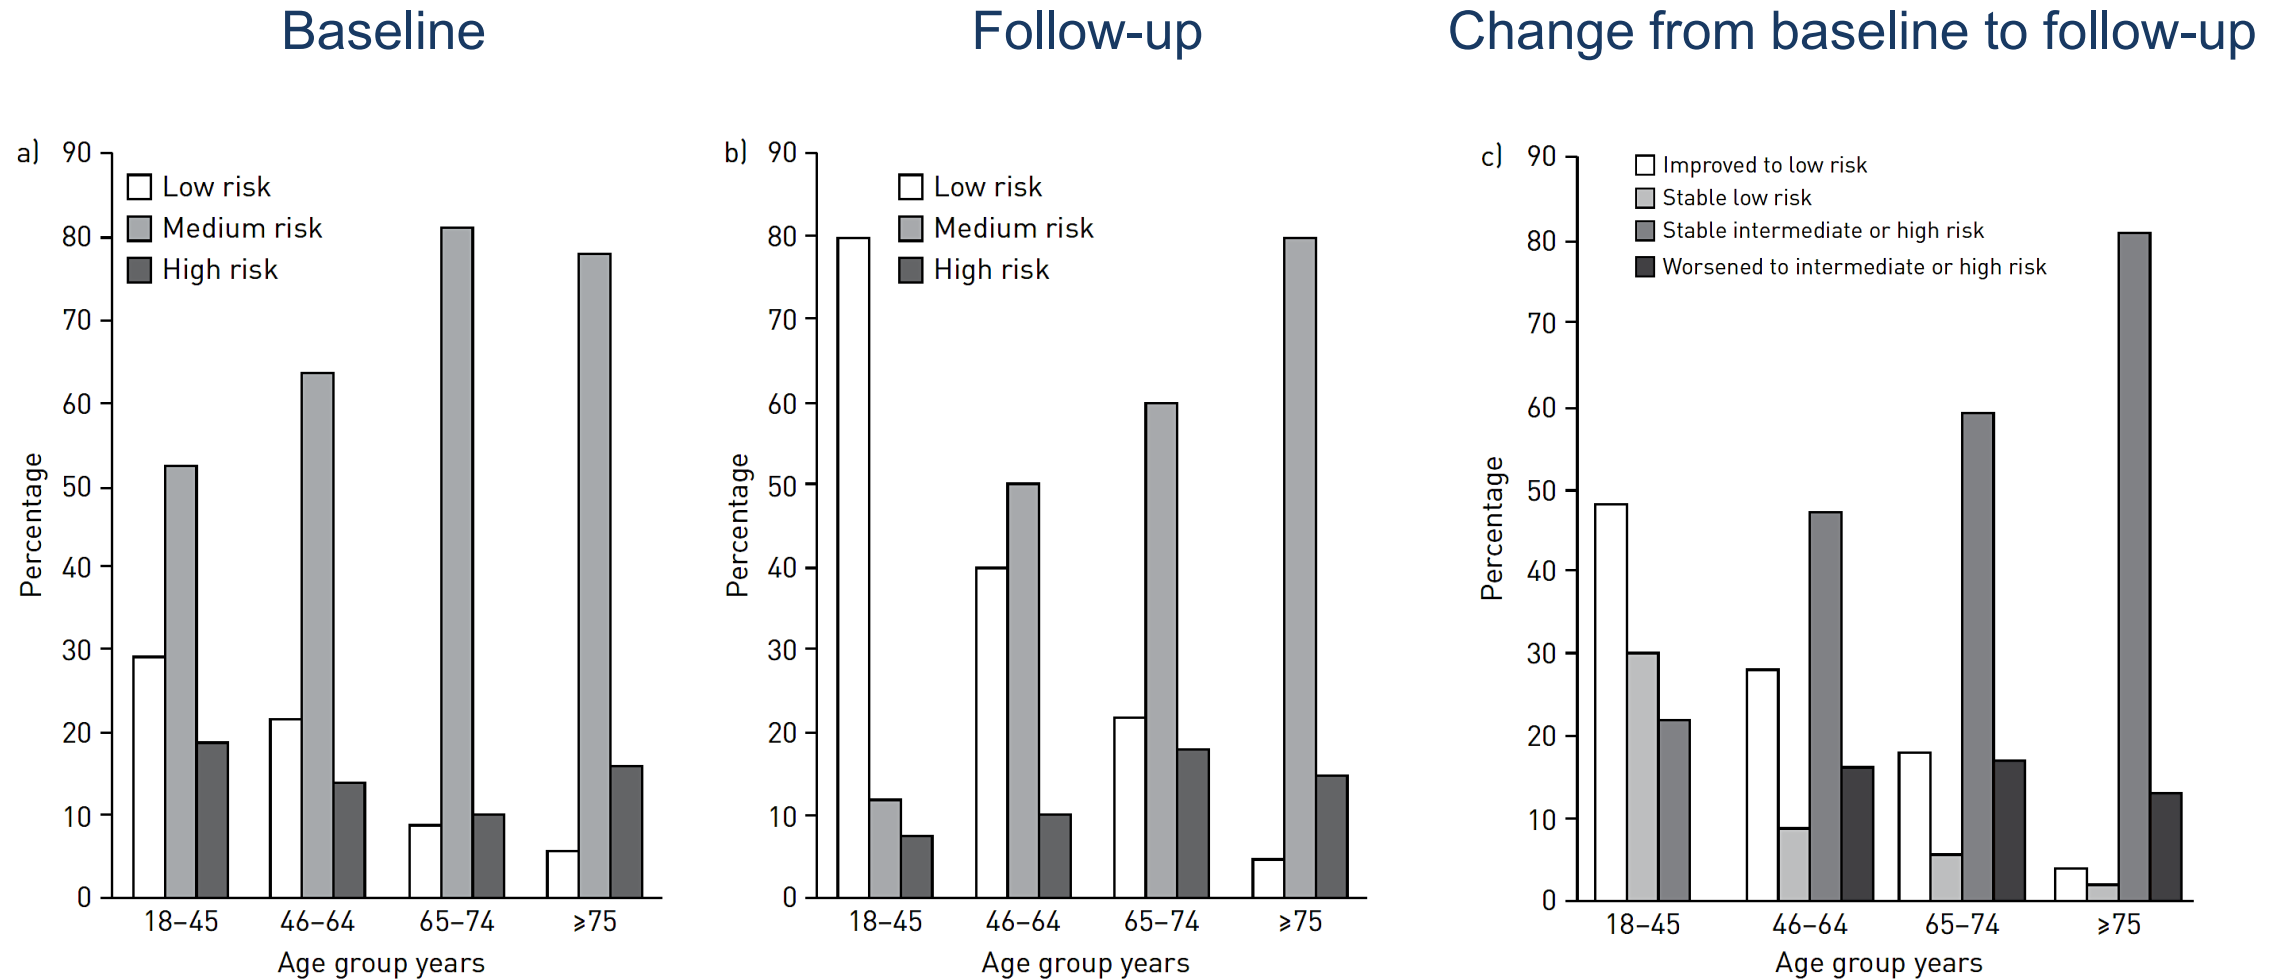 Baseline
Follow-up
Change from baseline to follow-up
a)
90
80
70
60
50
40
30
20
10
0
Percentage
Low risk
Medium risk
High risk
18–45 46–64 65–74 ⩾75
Age group years
b)
90
80
70
60
50
40
30
20
10
0
Percentage
Low risk
Medium risk
High risk
18–45 46–64 65–74 ⩾75
Age group years
c)
90
80
70
60
50
40
30
20
10
0
Percentage
Improved to low risk
Stable low risk
Stable intermediate or high risk
Worsened to intermediate or high risk
18–45 46–64 65–74 ⩾75
Age group years